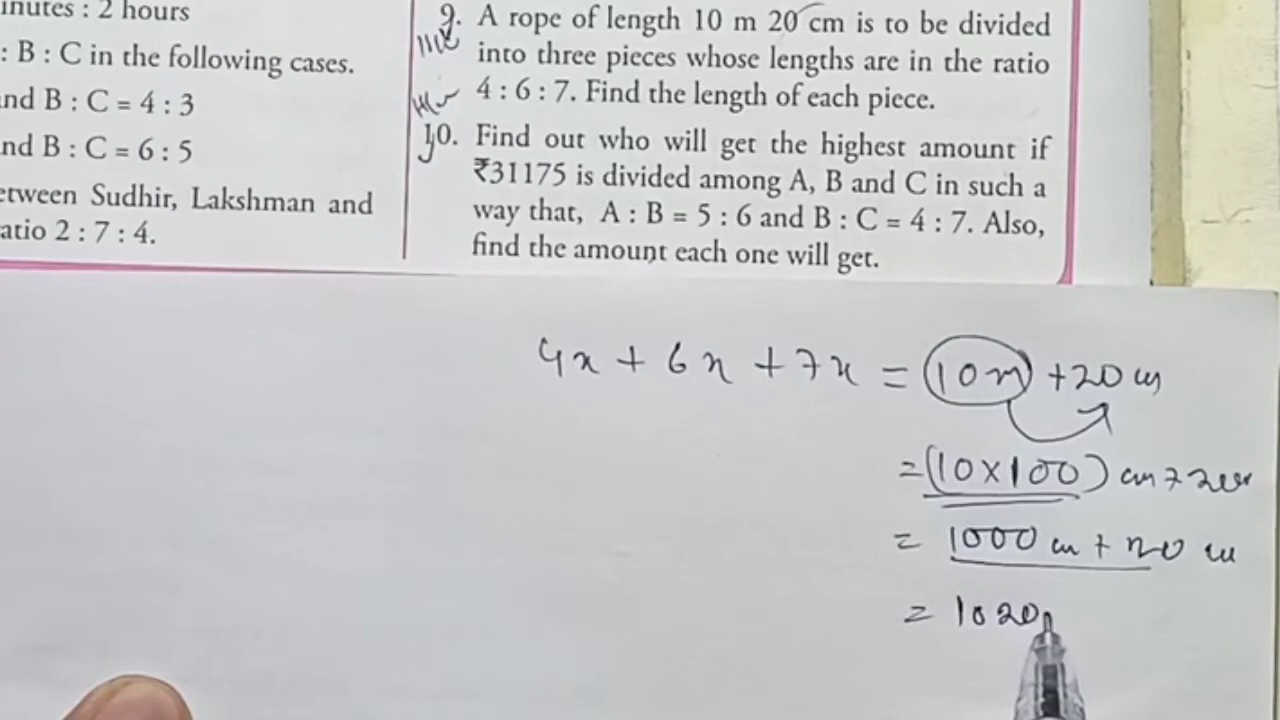 inutes : 2 hours
: B : C in the following cases.
nd B : C = 4 : 3
nd B : C = 6 : 5
etween Sudhir, Lakshman and
atio 2 : 7 : 4.
9. A rope of length 10 m 20 cm is to be divided
into three pieces whose lengths are in the ratio
4 : 6 : 7. Find the length of each piece.
10. Find out who will get the highest amount if
₹31175 is divided among A, B and C in such a
way that, A : B = 5 : 6 and B : C = 4 : 7. Also,
find the amount each one will get.
4x + 6x + 7x = 10m + 20 cm
= (10 x 100) cm + 20cm
= 1000 cm + 20 cm
= 1020